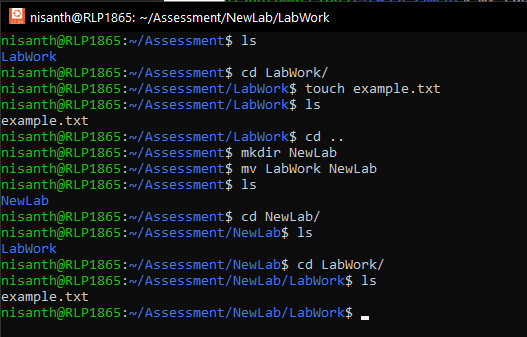 nisanth@RLP1865: ~/Assessment/NewLab/LabWork
nisanth@RLP1865:~/Assessment$ ls
LabWork
nisanth@RLP1865:~/Assessment$ cd LabWork/
nisanth@RLP1865:~/Assessment/LabWork$ touch example.txt
nisanth@RLP1865:~/Assessment/LabWork$ ls
example.txt
nisanth@RLP1865:~/Assessment/LabWork$ cd ..
nisanth@RLP1865:~/Assessment$ mkdir NewLab
nisanth@RLP1865:~/Assessment$ mv LabWork NewLab
nisanth@RLP1865:~/Assessment$ ls
NewLab
nisanth@RLP1865:~/Assessment$ cd NewLab/
nisanth@RLP1865:~/Assessment/NewLab$ ls
LabWork
nisanth@RLP1865:~/Assessment/NewLab$ cd LabWork/
nisanth@RLP1865:~/Assessment/NewLab/LabWork$ ls
example.txt
nisanth@RLP1865:~/Assessment/NewLab/LabWork$